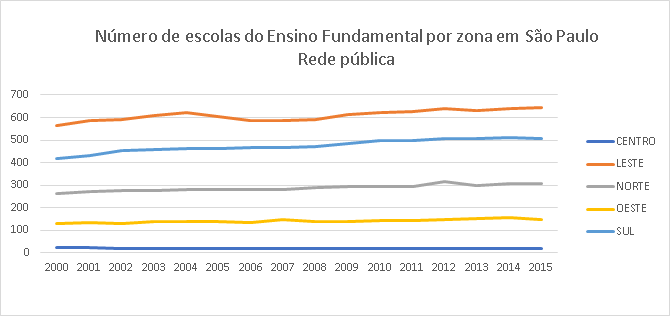 Número de escolas do Ensino Fundamental por zona em São Paulo
Rede pública
700
600
500
400
300
200
100
0
2000 2001 2002 2003 2004 2005 2006 2007 2008 2009 2010 2011 2012 2013 2014 2015
CENTRO
LESTE
NORTE
OESTE
SUL